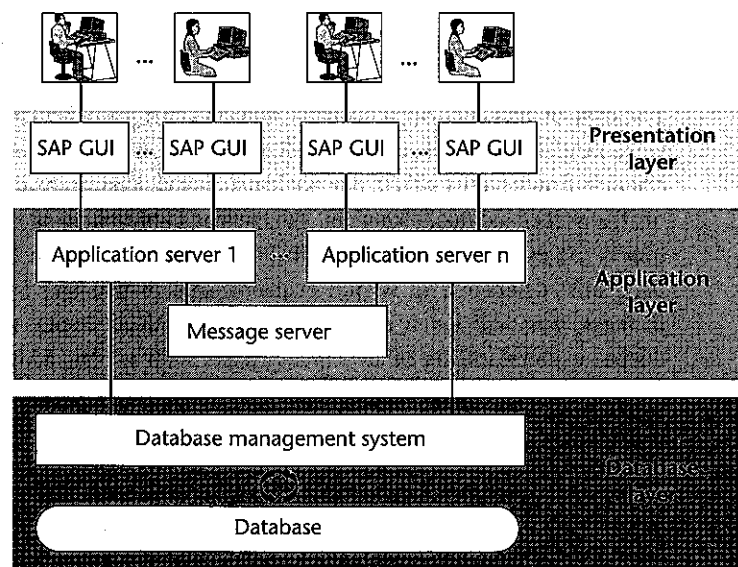 ... ...
SAP GUI ... SAP GUI SAP GUI ... SAP GUI
Presentation
layer
Application server 1 ... Application server n
Application
layer
Message server
Database management system
Database
layer
Database